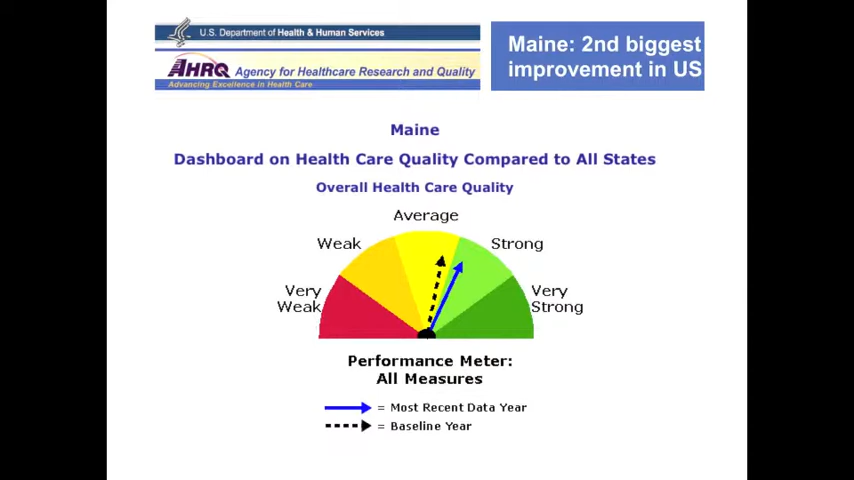 U.S. Department of Health & Human Services
AHRQ Agency for Healthcare Research and Quality
Advancing Excellence in Health Care
Maine: 2nd biggest
improvement in US
Maine
Dashboard on Health Care Quality Compared to All States
Overall Health Care Quality
Average
Weak
Strong
Very
Weak
Very
Strong
Performance Meter:
All Measures
= Most Recent Data Year
= Baseline Year